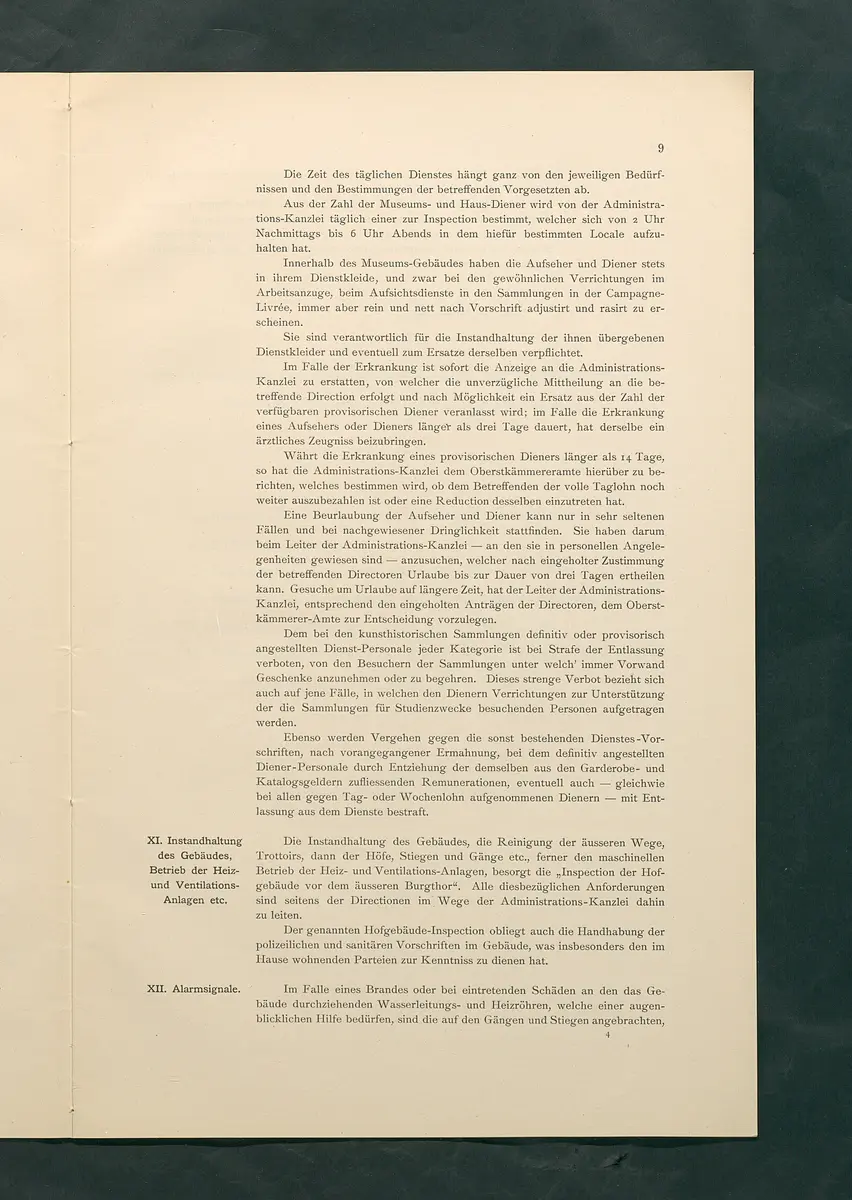 9
Die Zeit des täglichen Dienstes hängt ganz von den jeweiligen Bedürf-
nissen und den Bestimmungen der betreffenden Vorgesetzten ab.
Aus der Zahl der Museums- und Haus-Diener wird von der Administra-
tions-Kanzlei täglich einer zur Inspection bestimmt, welcher sich von 2 Uhr
Nachmittags bis 6 Uhr Abends in dem hiefür bestimmten Locale aufzu-
halten hat.
Innerhalb des Museums-Gebäudes haben die Aufseher und Diener stets
in ihrem Dienstkleide, und zwar bei den gewöhnlichen Verrichtungen im
Arbeitsanzuge, beim Aufsichtsdienste in den Sammlungen in der Campagne-
Livrée, immer aber rein und nett nach Vorschrift adjustirt und rasirt zu er-
scheinen.
Sie sind verantwortlich für die Instandhaltung der ihnen übergebenen
Dienstkleider und eventuell zum Ersatze derselben verpflichtet.
Im Falle der Erkrankung ist sofort die Anzeige an die Administrations-
Kanzlei zu erstatten, von welcher die unverzügliche Mittheilung an die be-
treffende Direction erfolgt und nach Möglichkeit ein Ersatz aus der Zahl der
verfügbaren provisorischen Diener veranlasst wird; im Falle die Erkrankung
eines Aufsehers oder Dieners länger als drei Tage dauert, hat derselbe ein
ärztliches Zeugniss beizubringen.
Währt die Erkrankung eines provisorischen Dieners länger als 14 Tage,
so hat die Administrations-Kanzlei dem Oberstkämmereramte hierüber zu be-
richten, welches bestimmen wird, ob dem Betreffenden der volle Taglohn noch
weiter auszubezahlen ist oder eine Reduction desselben einzutreten hat.
Eine Beurlaubung der Aufseher und Diener kann nur in sehr seltenen
Fällen und bei nachgewiesener Dringlichkeit stattfinden. Sie haben darum
beim Leiter der Administrations-Kanzlei — an den sie in personellen Angele-
genheiten gewiesen sind — anzusuchen, welcher nach eingeholter Zustimmung
der betreffenden Directoren Urlaube bis zur Dauer von drei Tagen ertheilen
kann. Gesuche um Urlaube auf längere Zeit, hat der Leiter der Administrations-
Kanzlei, entsprechend den eingeholten Anträgen der Directoren, dem Oberst-
kämmerer-Amte zur Entscheidung vorzulegen.
Dem bei den kunsthistorischen Sammlungen definitiv oder provisorisch
angestellten Dienst-Personale jeder Kategorie ist bei Strafe der Entlassung
verboten, von den Besuchern der Sammlungen unter welch' immer Vorwand
Geschenke anzunehmen oder zu begehren. Dieses strenge Verbot bezieht sich
auch auf jene Fälle, in welchen den Dienern Verrichtungen zur Unterstützung
der die Sammlungen für Studienzwecke besuchenden Personen aufgetragen
werden.
Ebenso werden Vergehen gegen die sonst bestehenden Dienstes-Vor-
schriften, nach vorangegangener Ermahnung, bei dem definitiv angestellten
Diener-Personale durch Entziehung der demselben aus den Garderobe- und
Katalogsgeldern zufliessenden Remunerationen, eventuell auch — gleichwie
bei allen gegen Tag- oder Wochenlohn aufgenommenen Dienern — mit Ent-
lassung aus dem Dienste bestraft.
XI. Instandhaltung
des Gebäudes,
Betrieb der Heiz-
und Ventilations-
Anlagen etc.
Die Instandhaltung des Gebäudes, die Reinigung der äusseren Wege,
Trottoirs, dann der Höfe, Stiegen und Gänge etc., ferner den maschinellen
Betrieb der Heiz- und Ventilations-Anlagen, besorgt die „Inspection der Hof-
gebäude vor dem äusseren Burgthor“. Alle diesbezüglichen Anforderungen
sind seitens der Directionen im Wege der Administrations-Kanzlei dahin
zu leiten.
Der genannten Hofgebäude-Inspection obliegt auch die Handhabung der
polizeilichen und sanitären Vorschriften im Gebäude, was insbesonders den im
Hause wohnenden Parteien zur Kenntniss zu dienen hat.
XII. Alarmsignale.
Im Falle eines Brandes oder bei eintretenden Schäden an den das Ge-
bäude durchziehenden Wasserleitungs- und Heizröhren, welche einer augen-
blicklichen Hilfe bedürfen, sind die auf den Gängen und Stiegen angebrachten,
4